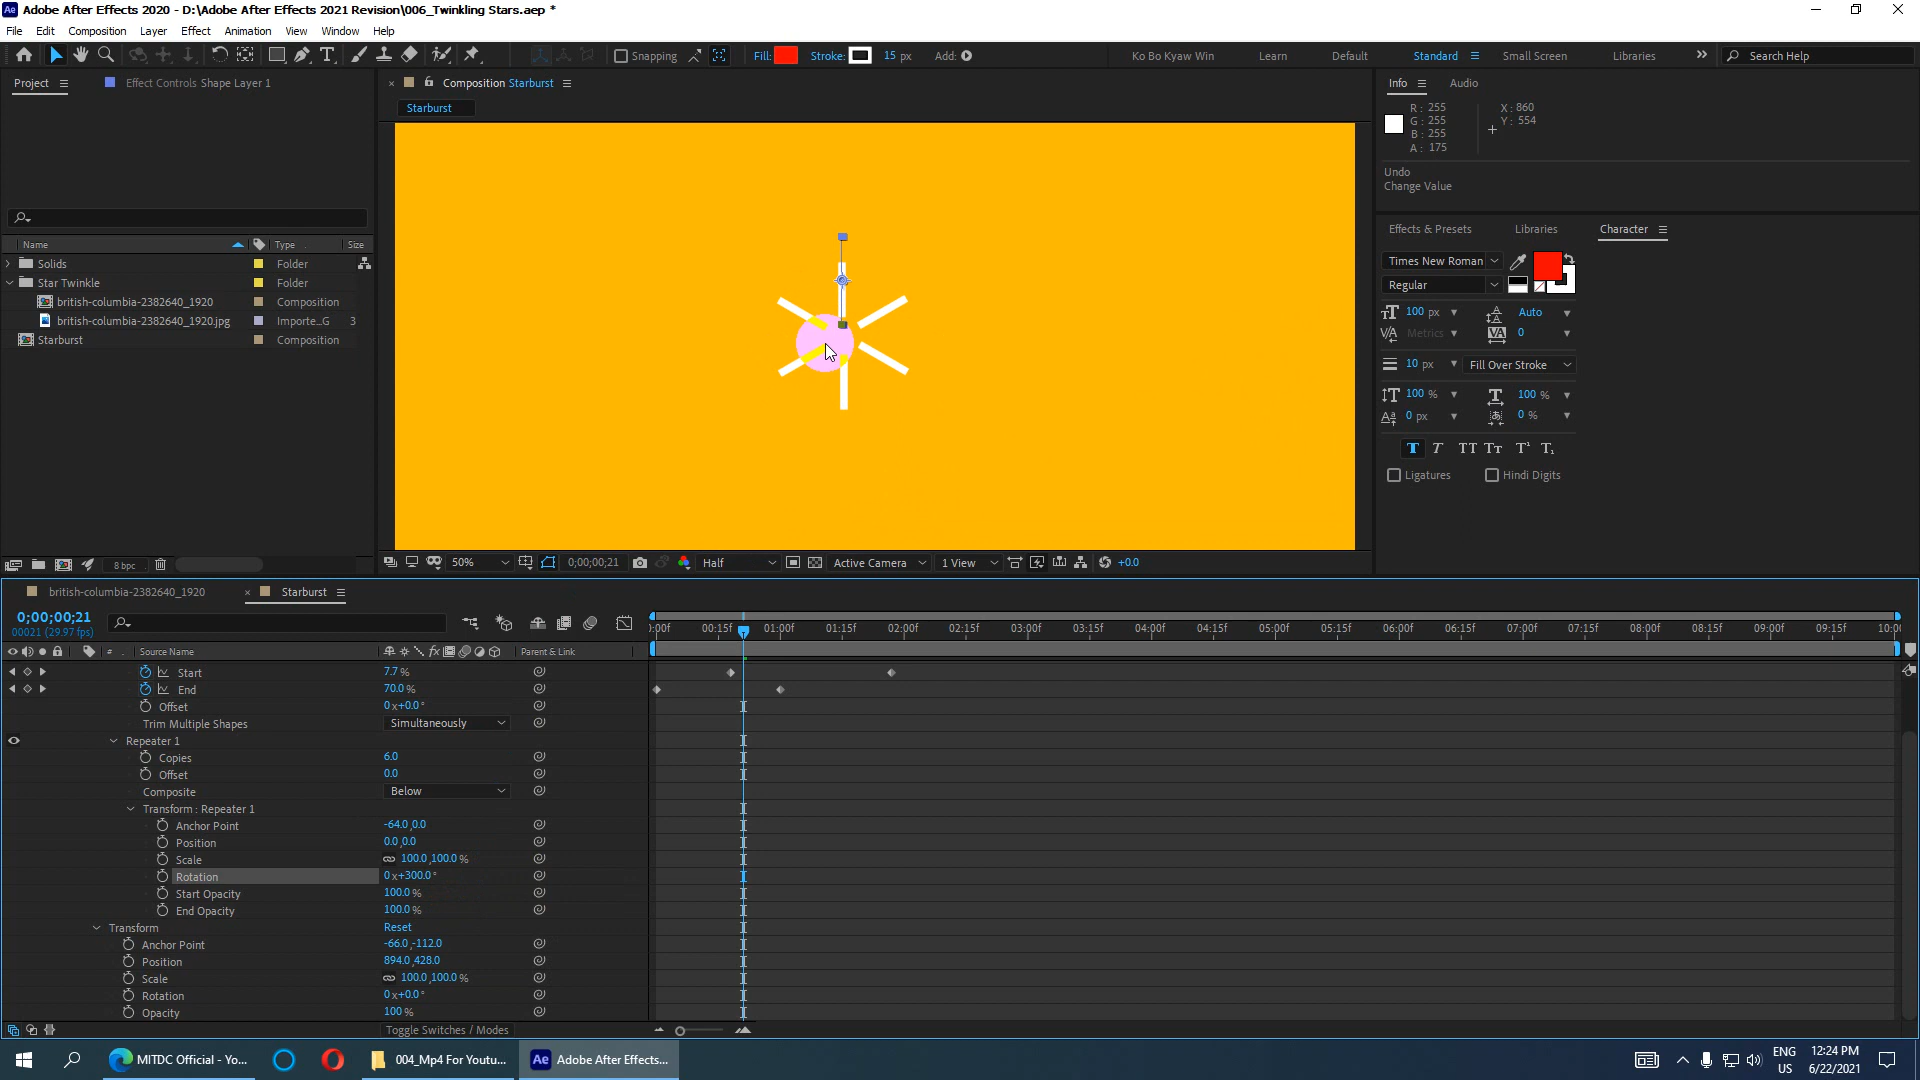 Adobe After Effects 2020 - D:\Adobe After Effects 2021 Revision\006_Twinkling Stars.aep *
File Edit Composition Layer Effect Animation View Window Help
Snapping Fill: Stroke: 15 px Add: Ko Bo Kyaw Win Learn Default Standard Small Screen Libraries Search Help
Project Effect Controls Shape Layer 1 Composition Starburst Info Audio
Starburst
R: 255 X: 860
G: 255 Y: 554
B: 255
A: 175
Undo
Change Value
Effects & Presets Libraries Character
Name Type Size
Solids Folder
Star Twinkle Folder
british-columbia-2382640_1920 Composition
british-columbia-2382640_1920.jpg Importe...G 3
Starburst Composition
Times New Roman
Regular
100 px Auto
Metrics 0
10 px Fill Over Stroke
100 % 100 %
0 px 0 %
T T TT Tt T¹ T₁
Ligatures Hindi Digits
8 bpc 50% 0;00;00;21 Half Active Camera 1 View +0.0
british-columbia-2382640_1920 Starburst
0;00;00;21
00021 (29.97 fps)
:00f 00:15f 01:00f 01:15f 02:00f 02:15f 03:00f 03:15f 04:00f 04:15f 05:00f 05:15f 06:00f 06:15f 07:00f 07:15f 08:00f 08:15f 09:00f 09:15f 10:00
# . Source Name Parent & Link
Start 7.7 %
End 70.0 %
Offset 0x+0.0°
Trim Multiple Shapes Simultaneously
Repeater 1
Copies 6.0
Offset 0.0
Composite Below
Transform : Repeater 1
Anchor Point -64.0,0.0
Position 0.0,0.0
Scale 100.0,100.0 %
Rotation 0x+300.0°
Start Opacity 100.0 %
End Opacity 100.0 %
Transform Reset
Anchor Point -66.0,-112.0
Position 894.0,428.0
Scale 100.0,100.0 %
Rotation 0x+0.0°
Opacity 100 %
Toggle Switches / Modes
MITDC Official - Yo... 004_Mp4 For Youtu... Ae Adobe After Effects...
ENG
US
12:24 PM
6/22/2021